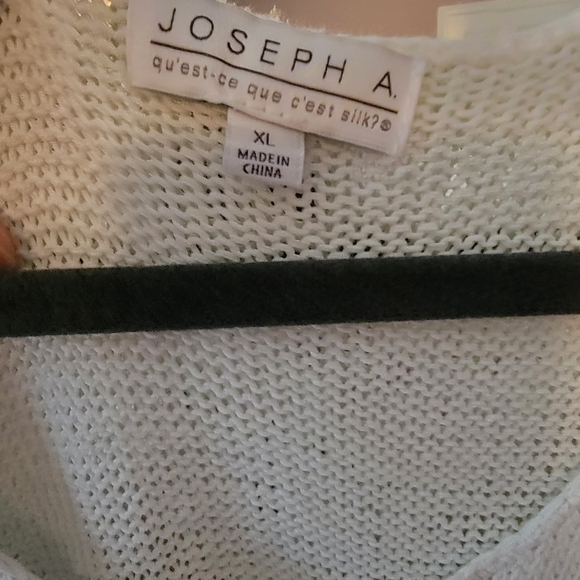 JOSEPH A.
qu'est-ce que c'est silk?®
XL
MADE IN
CHINA